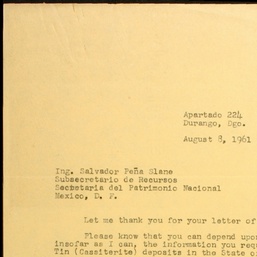 Apartado 224
Durango, Dgo.
August 8, 1961
Ing. Salvador Peña Slane
Subsecretario de Recursos
Secretaria del Patrimonio Nacional
Mexico, D. F.
Let me thank you for your letter of
Please know that you can depend upon
insofar as I can, the information you requ
Tin (Cassiterite) deposits in the State o